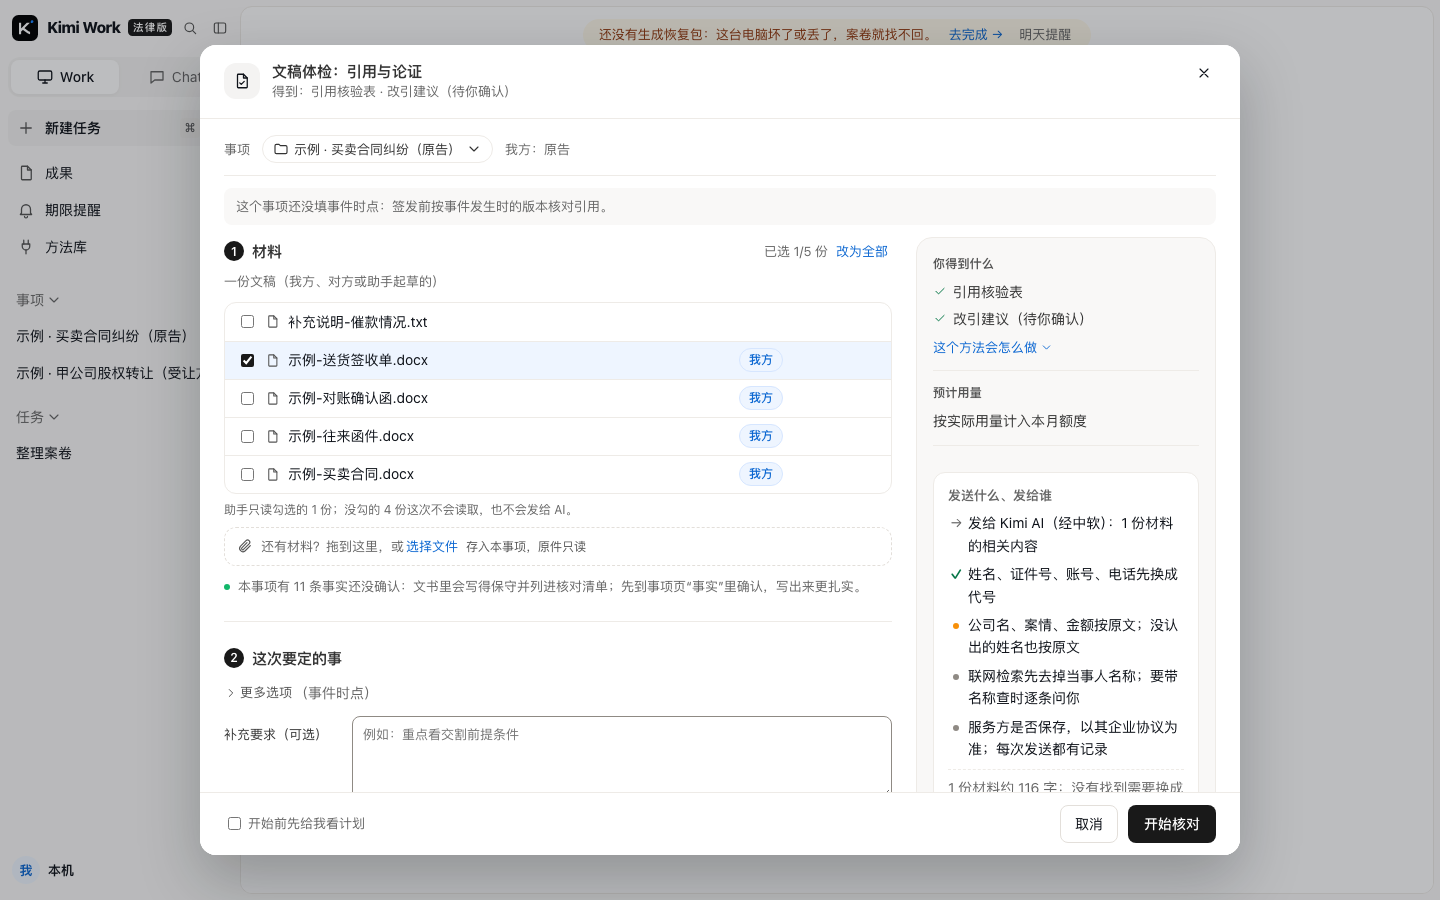 Kimi Work 法律版
还没有生成恢复包：这台电脑坏了或丢了，案卷就找不回。 去完成 → 明天提醒
Work
Chat
新建任务 ⌘
成果
期限提醒
方法库
事项
示例 · 买卖合同纠纷（原告）
示例 · 甲公司股权转让（受让
任务
整理案卷
我 本机
文稿体检：引用与论证
得到：引用核验表 · 改引建议（待你确认）
事项 示例 · 买卖合同纠纷（原告） 我方：原告
这个事项还没填事件时点：签发前按事件发生时的版本核对引用。
1 材料 已选 1/5 份 改为全部
一份文稿（我方、对方或助手起草的）
补充说明-催款情况.txt
示例-送货签收单.docx 我方
示例-对账确认函.docx 我方
示例-往来函件.docx 我方
示例-买卖合同.docx 我方
助手只读勾选的 1 份；没勾的 4 份这次不会读取，也不会发给 AI。
还有材料？拖到这里，或 选择文件 存入本事项，原件只读
本事项有 11 条事实还没确认：文书里会写得保守并列进核对清单；先到事项页“事实”里确认，写出来更扎实。
2 这次要定的事
更多选项 （事件时点）
补充要求（可选）
例如：重点看交割前提条件
你得到什么
引用核验表
改引建议（待你确认）
这个方法会怎么做
预计用量
按实际用量计入本月额度
发送什么、发给谁
→ 发给 Kimi AI（经中软）：1 份材料
的相关内容
姓名、证件号、账号、电话先换成
代号
公司名、案情、金额按原文；没认
出的姓名也按原文
联网检索先去掉当事人名称；要带
名称查时逐条问你
服务方是否保存，以其企业协议为
准；每次发送都有记录
1 份材料约 116 字；没有找到需要换成
开始前先给我看计划
取消
开始核对